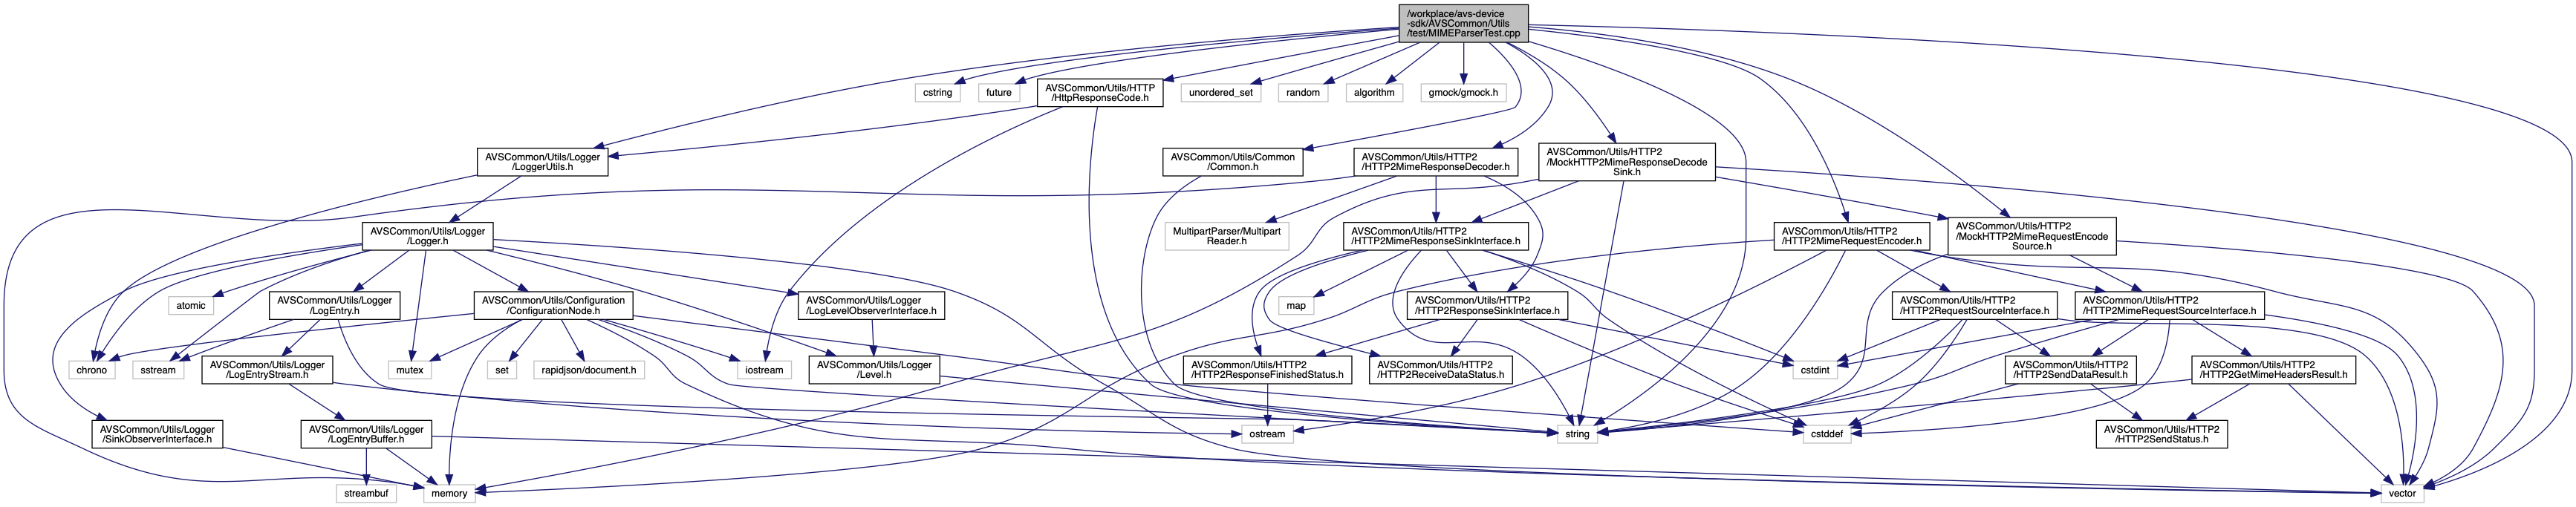 /workplace/avs-device
-sdk/AVSCommon/Utils
/test/MIMEParserTest.cpp
cstring
future
AVSCommon/Utils/HTTP
/HttpResponseCode.h
unordered_set
random
algorithm
gmock/gmock.h
AVSCommon/Utils/Logger
/LoggerUtils.h
AVSCommon/Utils/Common
/Common.h
AVSCommon/Utils/HTTP2
/HTTP2MimeResponseDecoder.h
AVSCommon/Utils/HTTP2
/MockHTTP2MimeResponseDecode
Sink.h
AVSCommon/Utils/Logger
/Logger.h
MultipartParser/Multipart
Reader.h
AVSCommon/Utils/HTTP2
/HTTP2MimeResponseSinkInterface.h
AVSCommon/Utils/HTTP2
/HTTP2MimeRequestEncoder.h
AVSCommon/Utils/HTTP2
/MockHTTP2MimeRequestEncode
Source.h
atomic
AVSCommon/Utils/Logger
/LogEntry.h
AVSCommon/Utils/Configuration
/ConfigurationNode.h
AVSCommon/Utils/Logger
/LogLevelObserverInterface.h
map
AVSCommon/Utils/HTTP2
/HTTP2ResponseSinkInterface.h
AVSCommon/Utils/HTTP2
/HTTP2RequestSourceInterface.h
AVSCommon/Utils/HTTP2
/HTTP2MimeRequestSourceInterface.h
chrono
sstream
AVSCommon/Utils/Logger
/LogEntryStream.h
mutex
set
rapidjson/document.h
iostream
AVSCommon/Utils/Logger
/Level.h
AVSCommon/Utils/HTTP2
/HTTP2ResponseFinishedStatus.h
AVSCommon/Utils/HTTP2
/HTTP2ReceiveDataStatus.h
cstdint
AVSCommon/Utils/HTTP2
/HTTP2SendDataResult.h
AVSCommon/Utils/HTTP2
/HTTP2GetMimeHeadersResult.h
AVSCommon/Utils/Logger
/SinkObserverInterface.h
AVSCommon/Utils/Logger
/LogEntryBuffer.h
ostream
string
cstddef
AVSCommon/Utils/HTTP2
/HTTP2SendStatus.h
streambuf
memory
vector